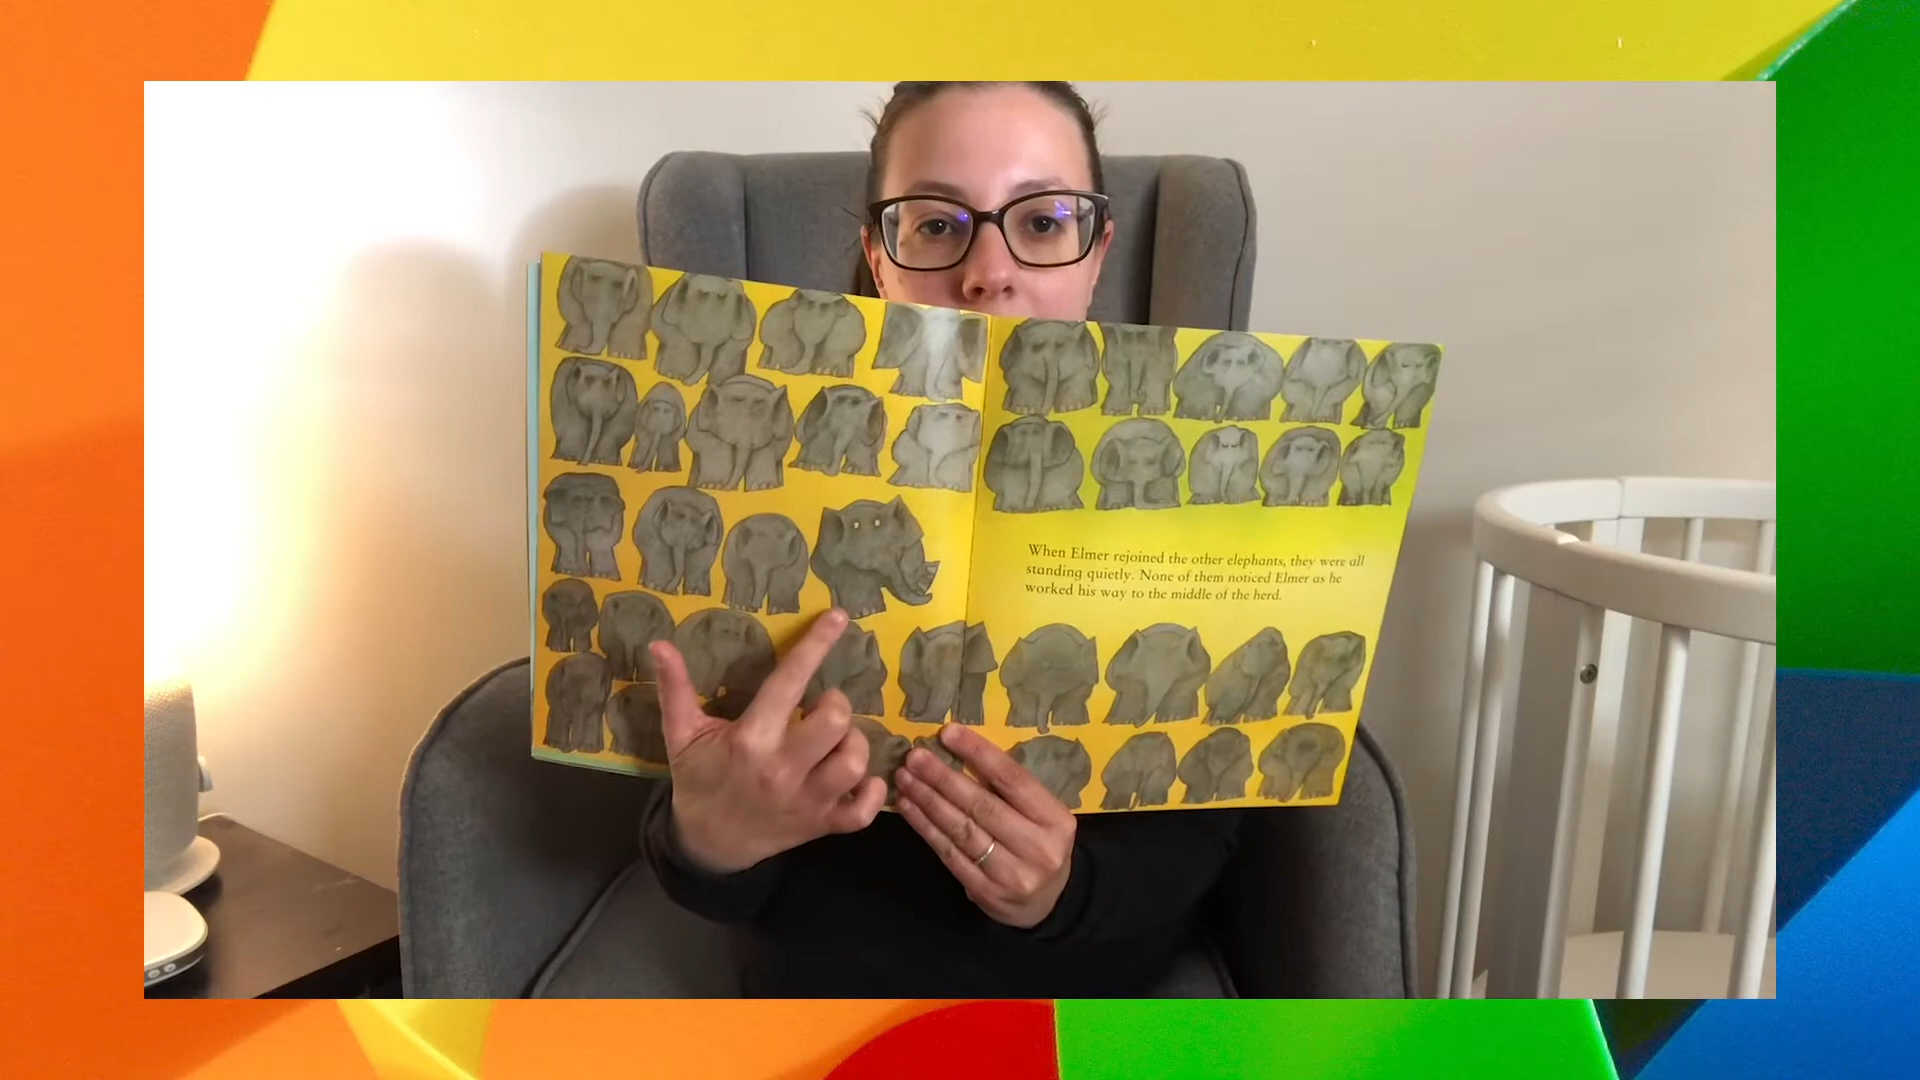 When Elmer rejoined the other elephants, they were all
standing quietly. None of them noticed Elmer as he
worked his way to the middle of the herd.